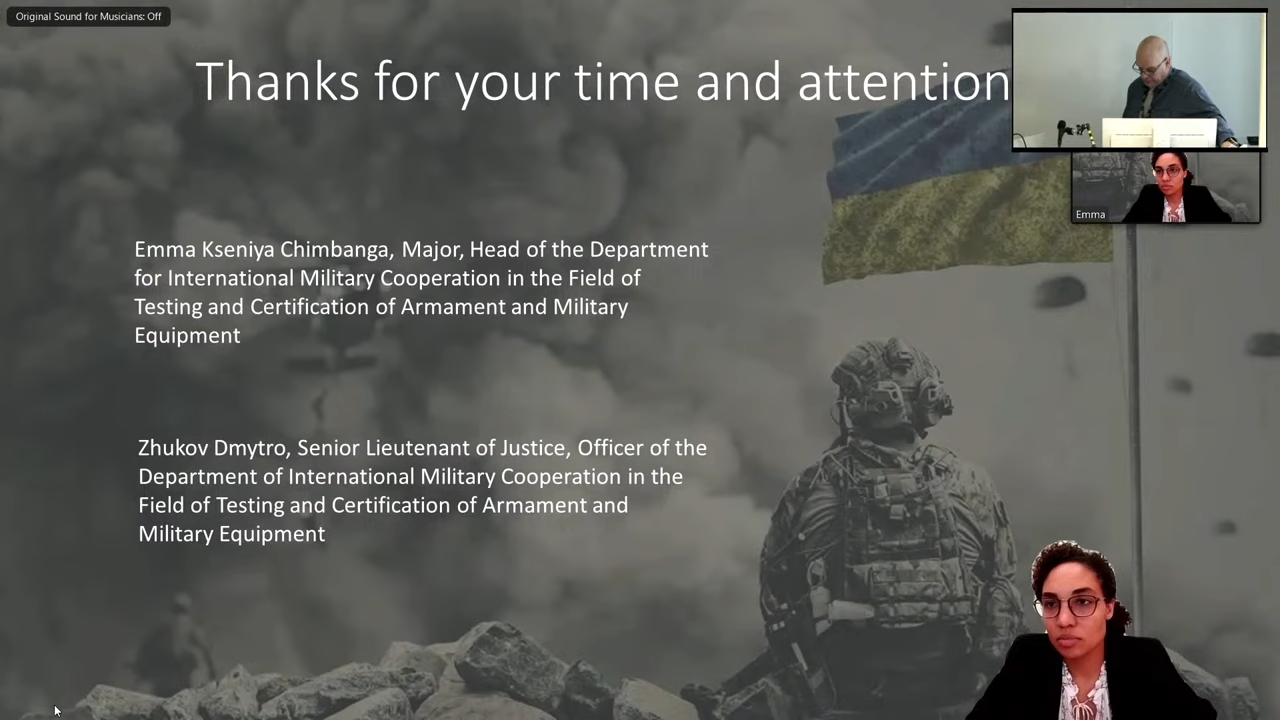 Original Sound for Musicians: Off
Thanks for your time and attention
Emma
Emma Kseniya Chimbanga, Major, Head of the Department
for International Military Cooperation in the Field of
Testing and Certification of Armament and Military
Equipment
Zhukov Dmytro, Senior Lieutenant of Justice, Officer of the
Department of International Military Cooperation in the
Field of Testing and Certification of Armament and
Military Equipment